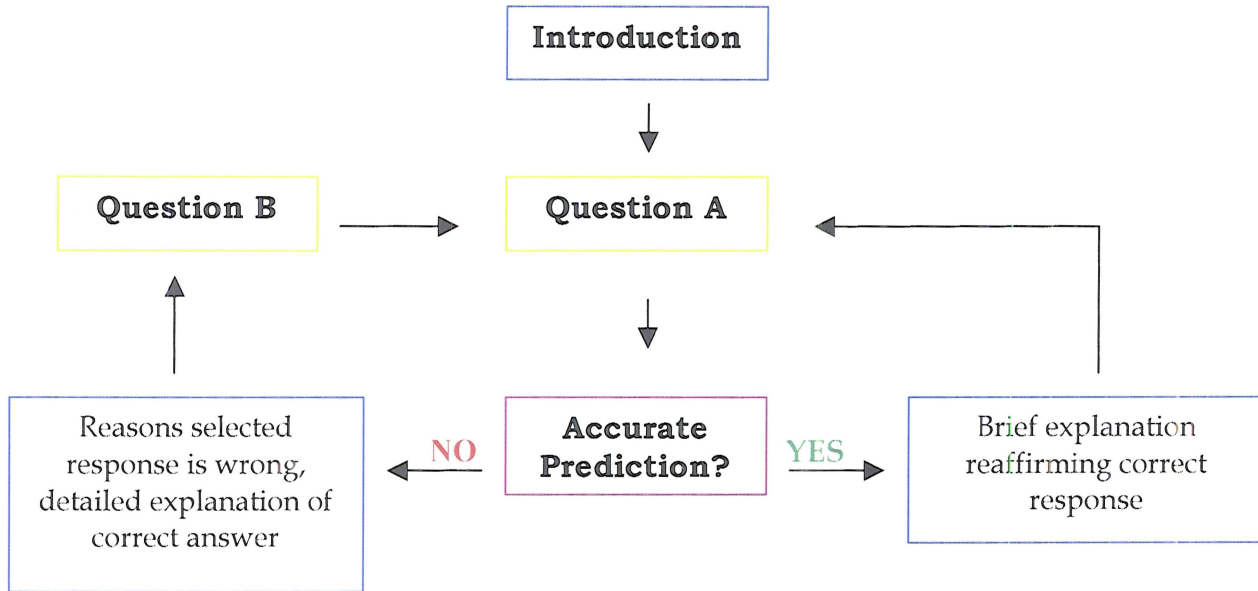 Introduction
Question B
Question A
Reasons selected
response is wrong,
detailed explanation of
correct answer
NO
Accurate
Prediction?
YES
Brief explanation
reaffirming correct
response